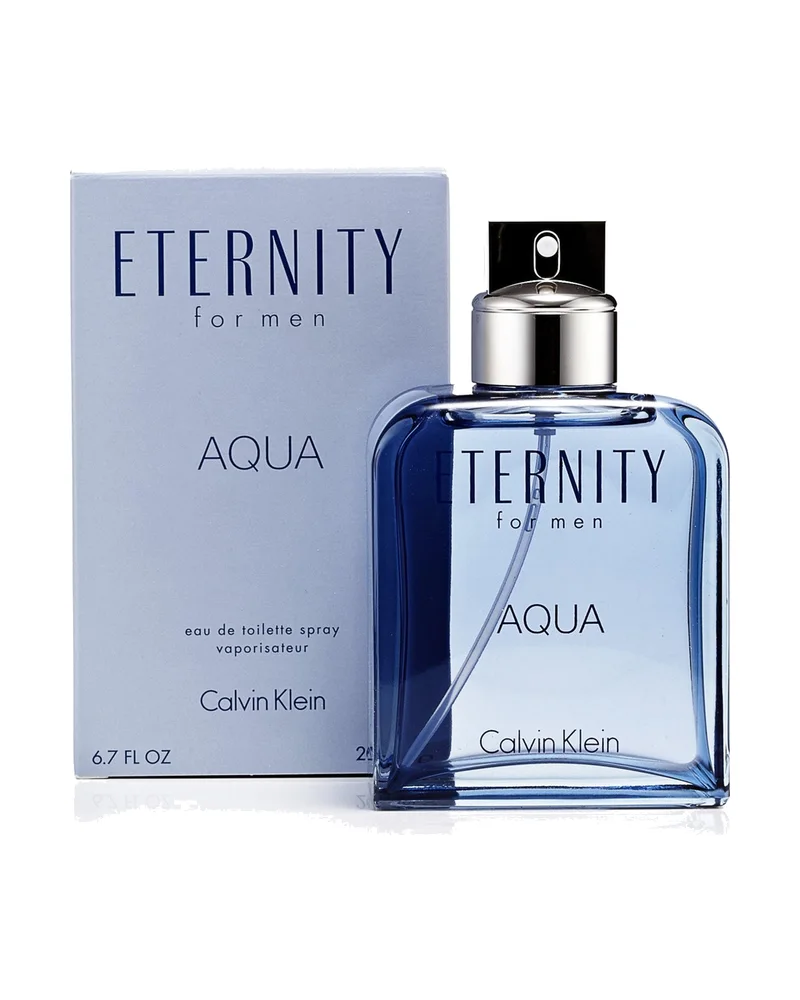 ETERNITY
for men
AQUA
eau de toilette spray
vaporisateur
Calvin Klein
6.7 FL OZ
ETERNITY
for men
AQUA
Calvin Klein